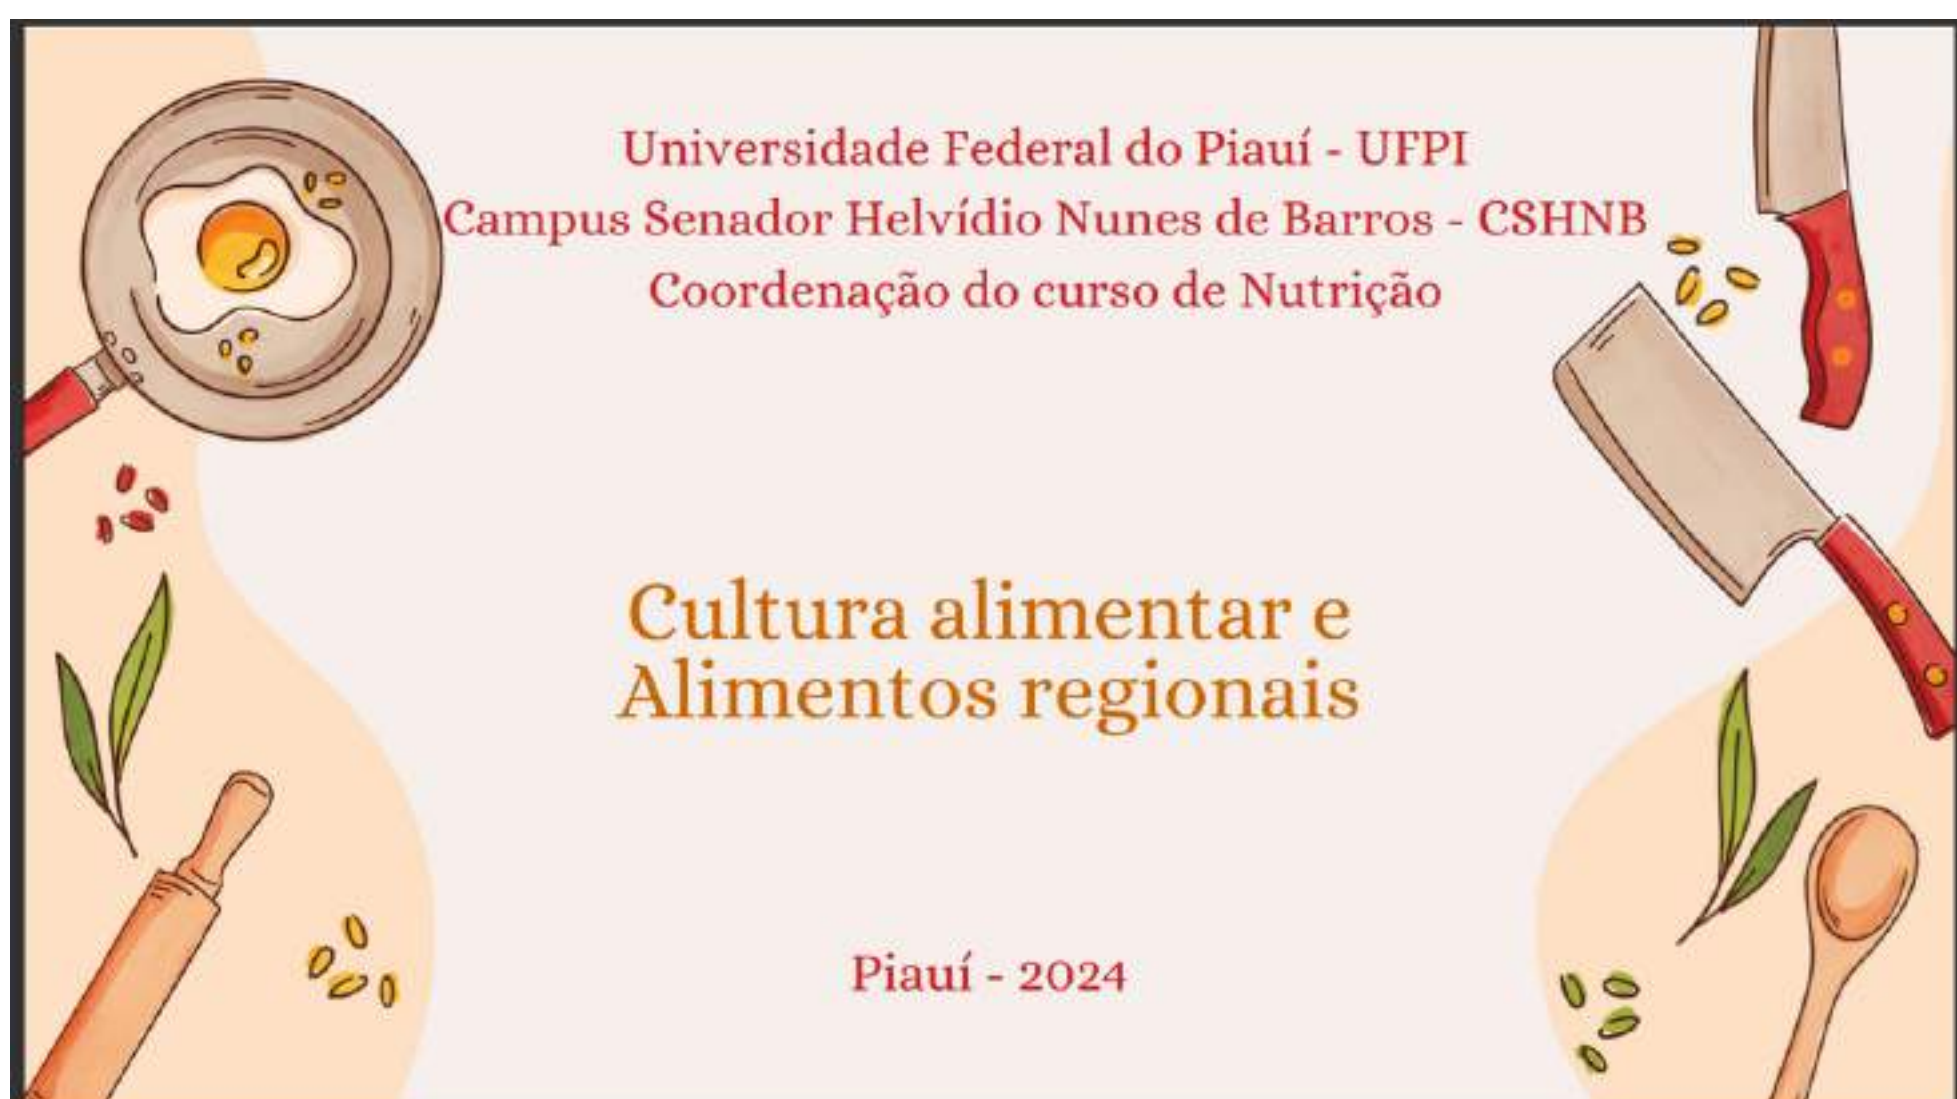 Universidade Federal do Piauí - UFPI
Campus Senador Helvídio Nunes de Barros - CSHNB
Coordenação do curso de Nutrição
Cultura alimentar e
Alimentos regionais
Piauí - 2024